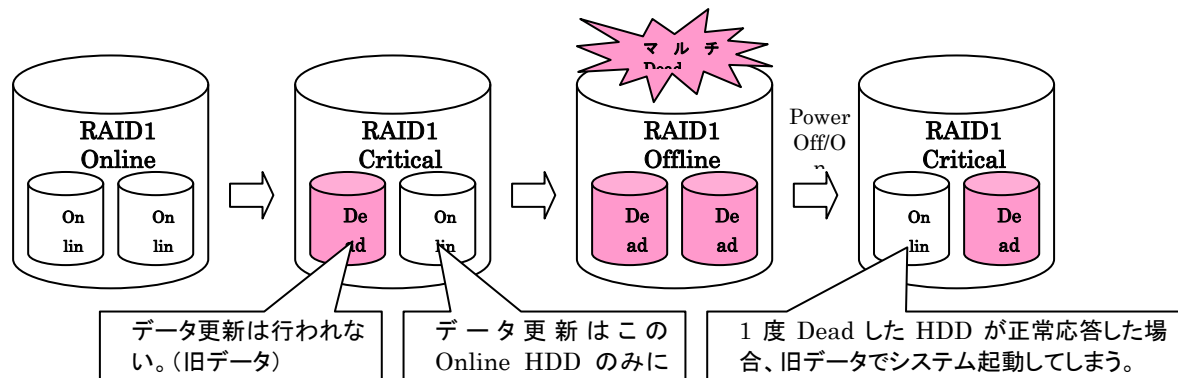 マルチ
Dead
RAID1
Online
On
lin
On
lin
RAID1
Critical
De
ad
On
lin
RAID1
Offline
De
ad
De
ad
Power
Off/O
n
RAID1
Critical
On
lin
De
ad
データ更新は行われな
い。(旧データ)
データ更新はこの
Online HDD のみに
1 度 Dead した HDD が正常応答した場
合、旧データでシステム起動してしまう。